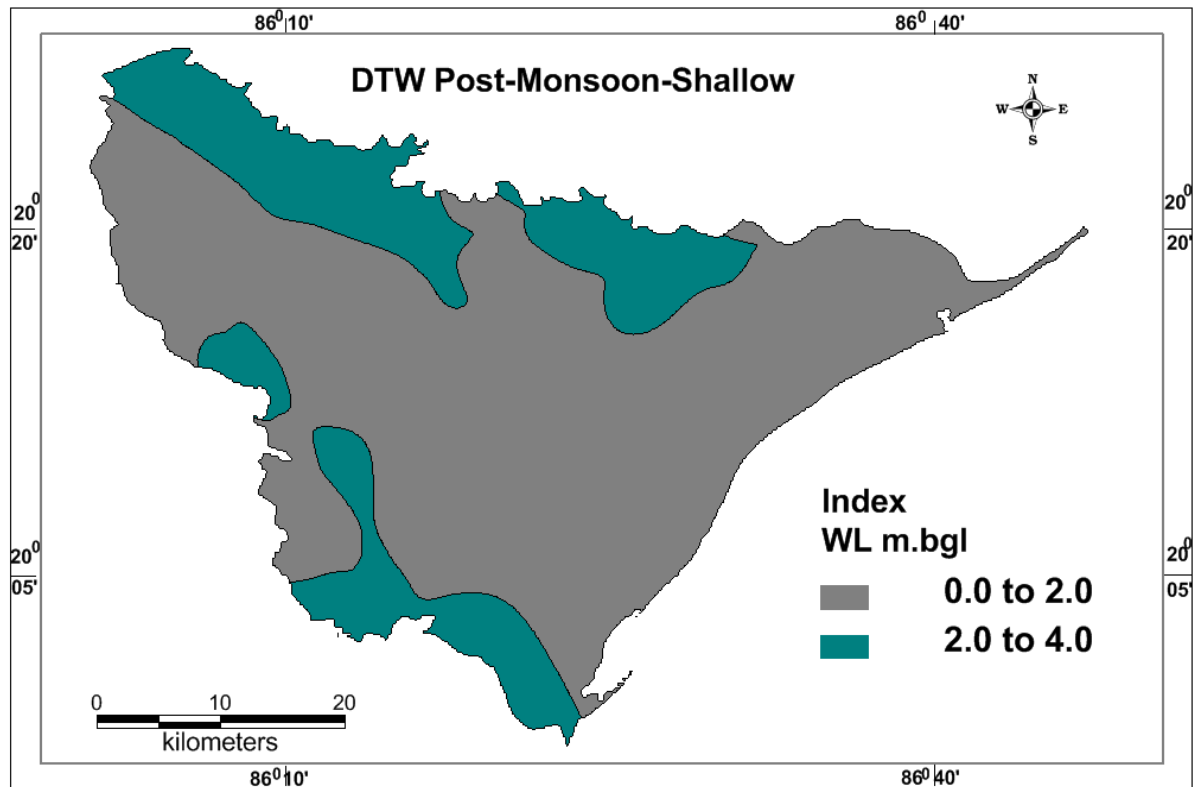 86⁰ 10' 86⁰ 40'
DTW Post-Monsoon-Shallow
N
W E
S
20⁰
20'
20⁰
20'
Index
WL m.bgl
0.0 to 2.0
2.0 to 4.0
20⁰
05'
20⁰
05'
0 10 20
kilometers
86⁰ 10' 86⁰ 40'